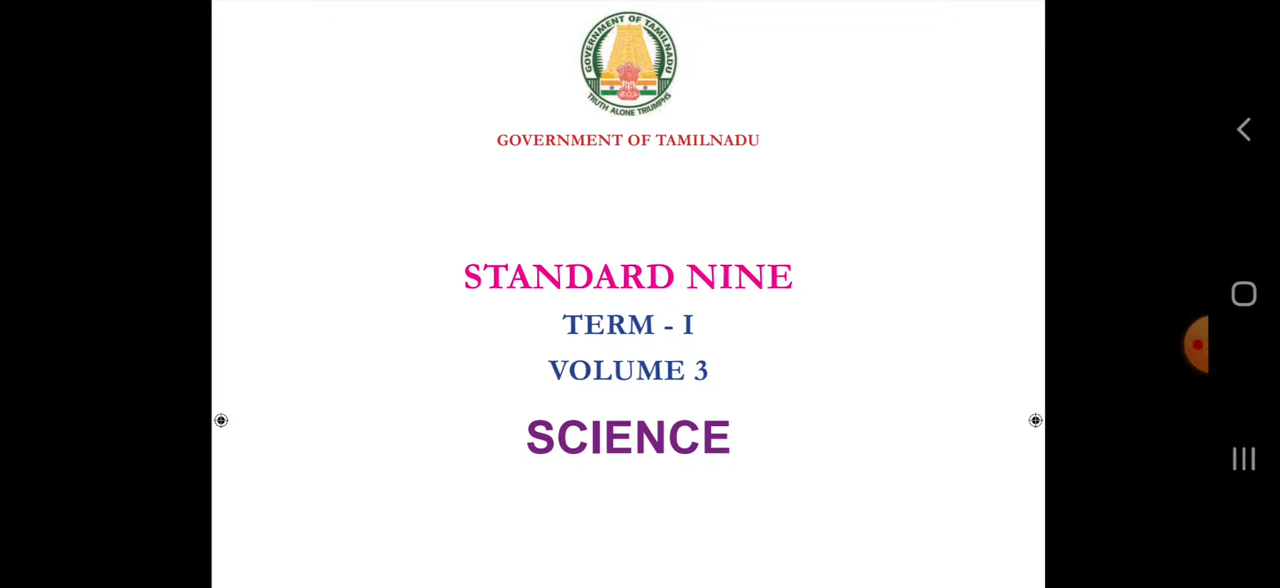 GOVERNMENT OF TAMILNADU
TRUTH ALONE TRIUMPHS
GOVERNMENT OF TAMILNADU
STANDARD NINE
TERM - I
VOLUME 3
SCIENCE